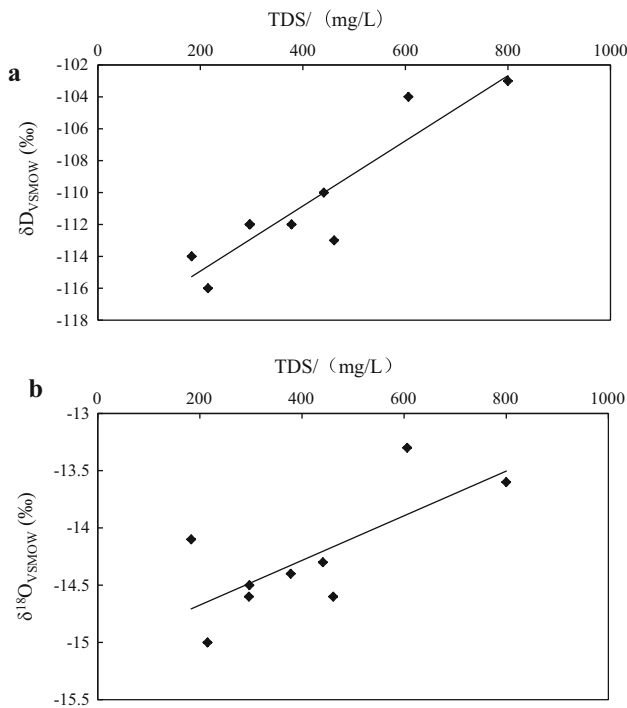 TDS/ （mg/L）
0 200 400 600 800 1000
a
-102
-104
-106
-108
-110
-112
-114
-116
-118
δD_VSMOW (‰)
TDS/（mg/L）
b
0 200 400 600 800 1000
-13
-13.5
-14
-14.5
-15
-15.5
δ¹⁸O_VSMOW (‰)